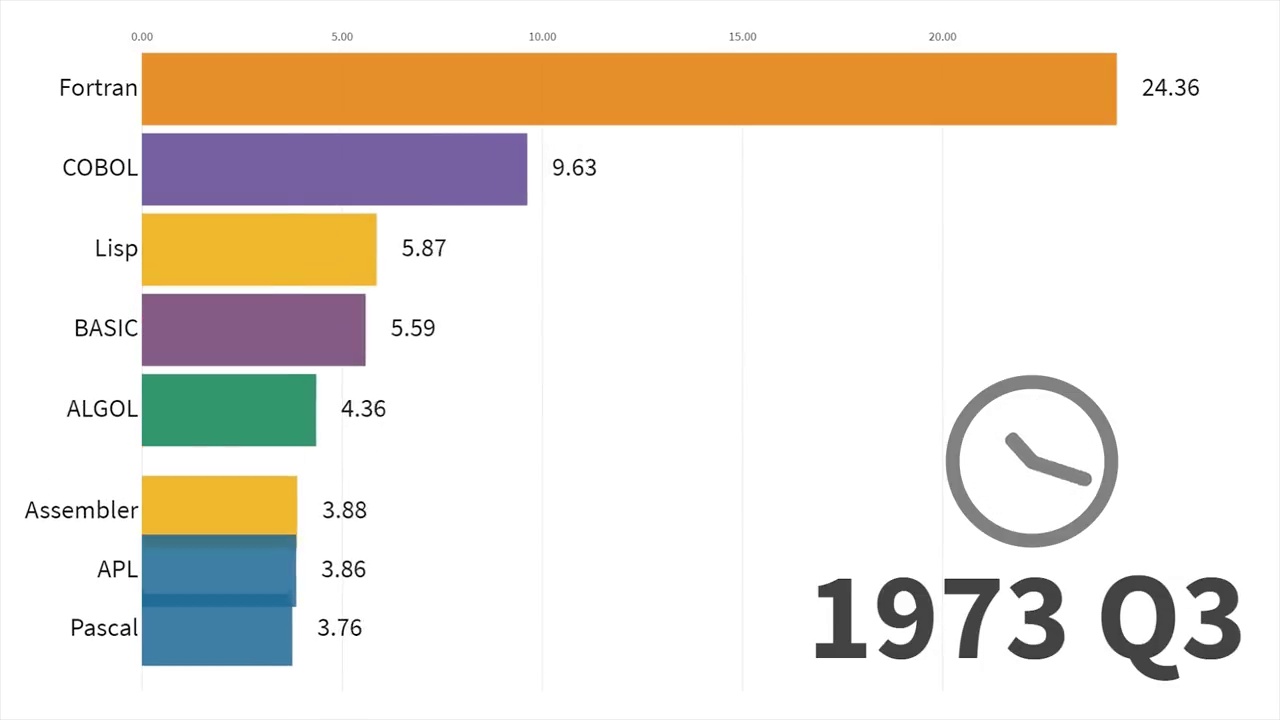 0.00 5.00 10.00 15.00 20.00
Fortran 24.36
COBOL 9.63
Lisp 5.87
BASIC 5.59
ALGOL 4.36
Assembler 3.88
APL 3.86
Pascal 3.76
1973 Q3